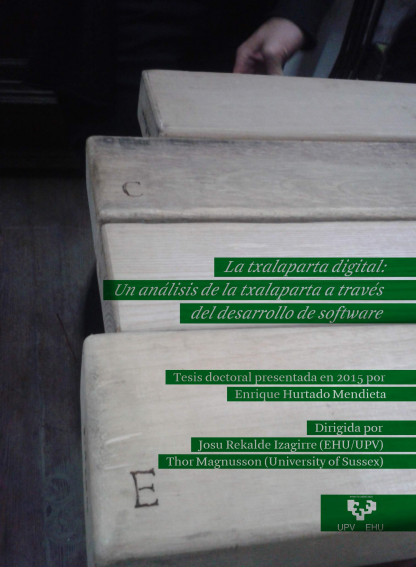 C
La txalaparta digital:
Un análisis de la txalaparta a través
del desarrollo de software
Tesis doctoral presentada en 2015 por
Enrique Hurtado Mendieta
Dirigida por
Josu Rekalde Izagirre (EHU/UPV)
Thor Magnusson (University of Sussex)
E
UPV EHU